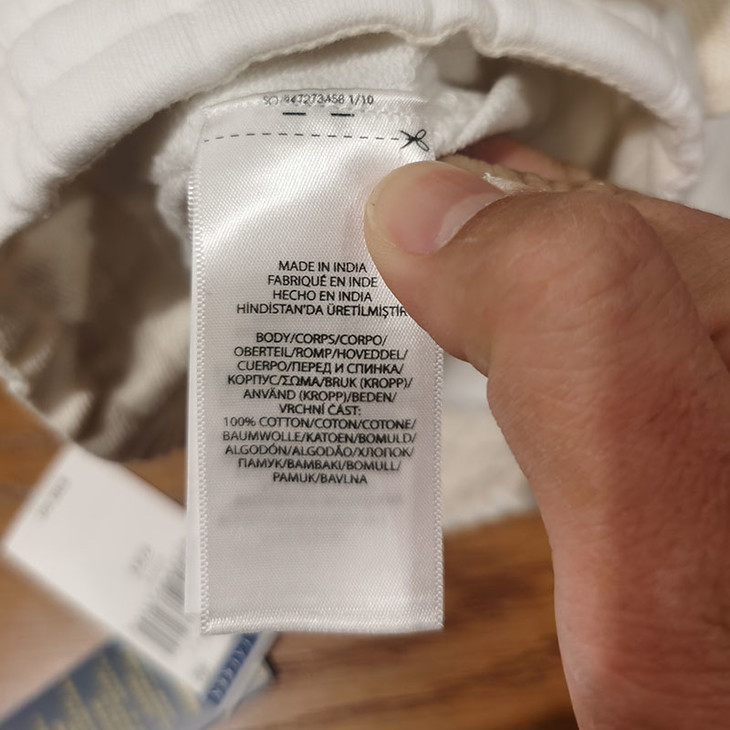 MADE IN INDIA
FABRIQUÉ EN INDE
HECHO EN INDIA
HİNDİSTAN'DA ÜRETİLMİŞTİR
BODY/CORPS/CORPO/
OBERTEIL/ROMP/HOVEDDEL/
CUERPO/ПЕРЕД И СПИНКА/
КОРПУС/ΣΩΜΑ/BRUK (KROPP)/
ANVÄND (KROPP)/BEDEN/
VRCHNÍ ČÁST:
100% COTTON/COTON/COTONE/
BAUMWOLLE/KATOEN/BOMULD/
ALGODÓN/ALGODÃO/ХЛОПОК/
ПАМУК/ΒΑΜΒΑΚΙ/BOMULL/
PAMUK/BAVLNA